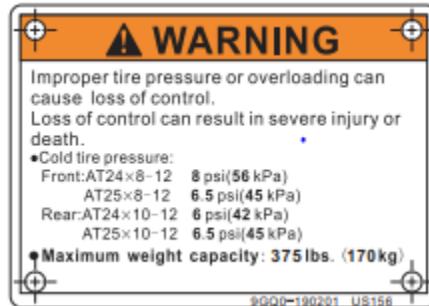 WARNING
Improper tire pressure or overloading can
cause loss of control.
Loss of control can result in severe injury or
death.
●Cold tire pressure:
Front:AT24×8-12 8 psi(56 kPa)
AT25×8-12 6.5 psi(45 kPa)
Rear:AT24×10-12 6 psi(42 kPa)
AT25×10-12 6.5 psi(45 kPa)
●Maximum weight capacity: 375 lbs. (170kg)
9GQ0-190201 US156